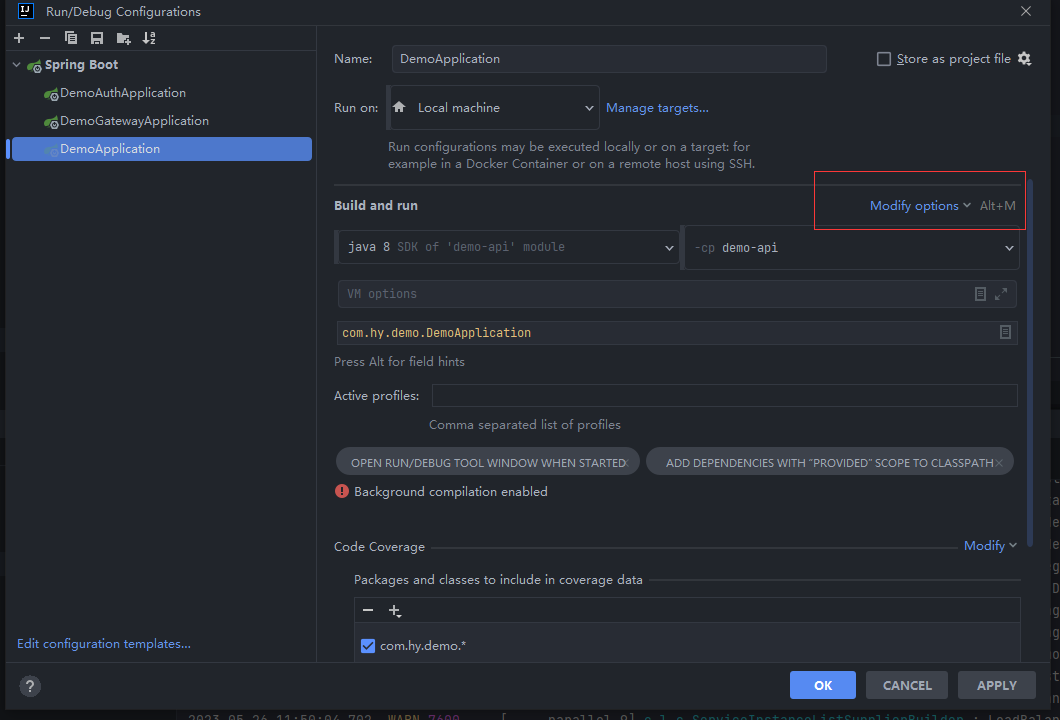 Run/Debug Configurations
Spring Boot
DemoAuthApplication
DemoGatewayApplication
DemoApplication
Edit configuration templates...
Name: DemoApplication Store as project file
Run on: Local machine Manage targets...
Run configurations may be executed locally or on a target: for
example in a Docker Container or on a remote host using SSH.
Build and run Modify options Alt+M
java 8 SDK of 'demo-api' module -cp demo-api
VM options
com.hy.demo.DemoApplication
Press Alt for field hints
Active profiles:
Comma separated list of profiles
OPEN RUN/DEBUG TOOL WINDOW WHEN STARTED ADD DEPENDENCIES WITH "PROVIDED" SCOPE TO CLASSPATH
Background compilation enabled
Code Coverage Modify
Packages and classes to include in coverage data
com.hy.demo.*
? OK CANCEL APPLY